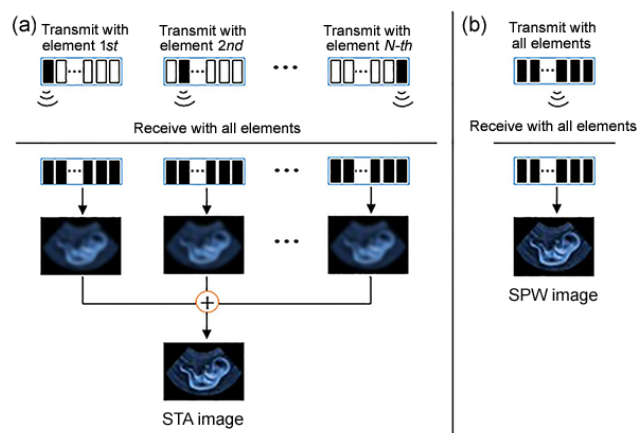 (a)
Transmit with
element 1st
Transmit with
element 2nd
...
Transmit with
element N-th
Receive with all elements
...
STA image
(b)
Transmit with
all elements
Receive with all elements
SPW image